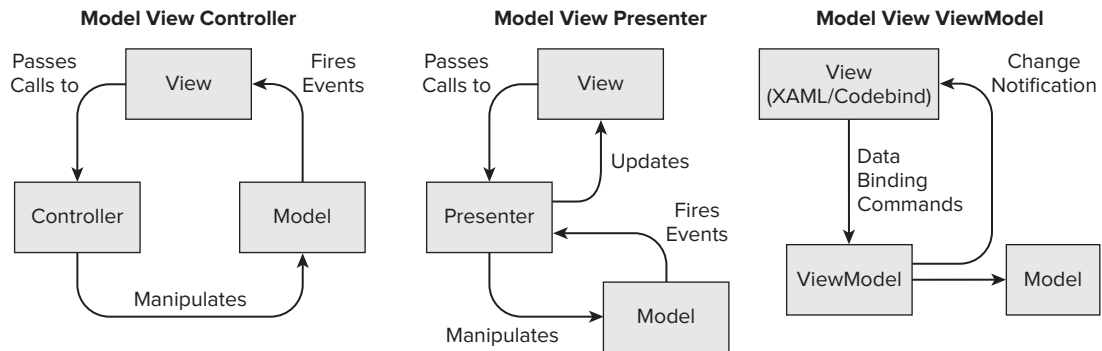 Model View Controller
Passes
Calls to
View
Fires
Events
Controller
Model
Manipulates
Model View Presenter
Passes
Calls to
View
Updates
Presenter
Fires
Events
Manipulates
Model
Model View ViewModel
View
(XAML/Codebind)
Change
Notification
Data
Binding
Commands
ViewModel
Model